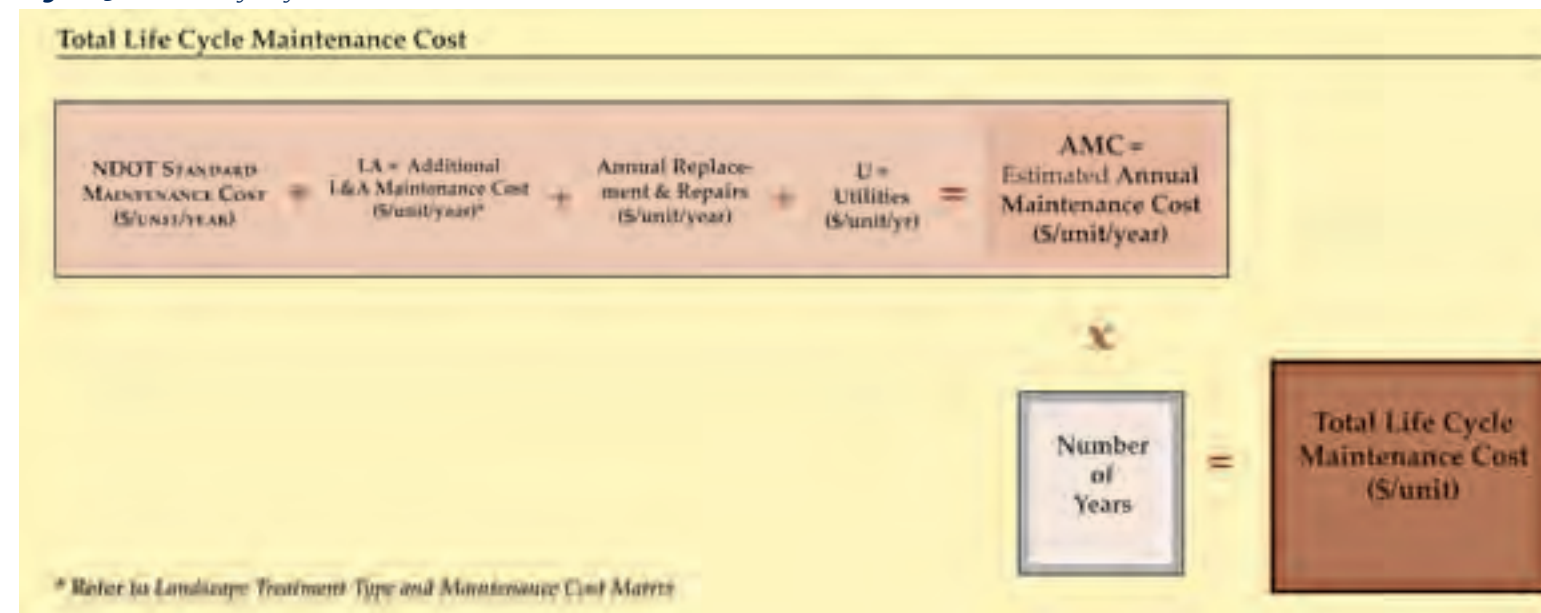 Total Life Cycle Maintenance Cost
NDOT STANDARD
MAINTENANCE COST
($/UNIT/YEAR)
+
LA = Additional
L&A Maintenance Cost
($/unit/year)*
+
Annual Replace-
ment & Repairs
($/unit/year)
+
U =
Utilities
($/unit/yr)
=
AMC =
Estimated Annual
Maintenance Cost
($/unit/year)
x
Number
of
Years
=
Total Life Cycle
Maintenance Cost
($/unit)
* Refer to Landscape Treatment Type and Maintenance Cost Matrix